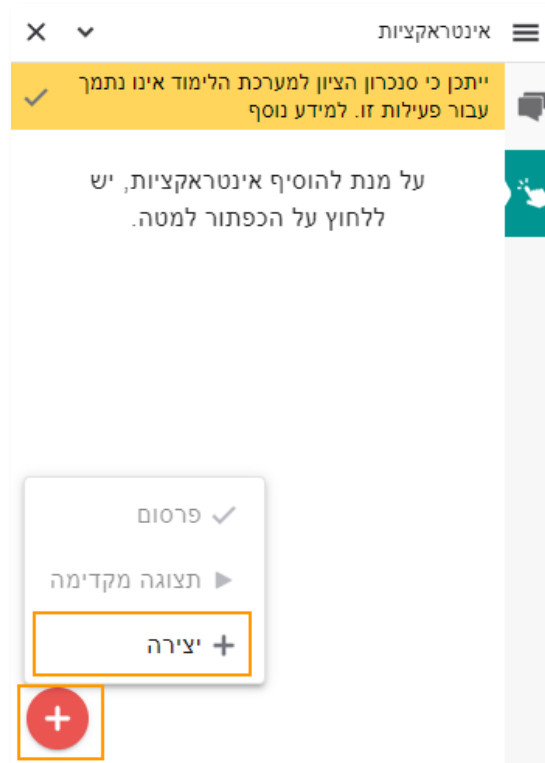 אינטראקציות
ייתכן כי סנכרון הציון למערכת הלימוד אינו נתמך
עבור פעילות זו. למידע נוסף
על מנת להוסיף אינטראקציות, יש
ללחוץ על הכפתור למטה.
פרסום
תצוגה מקדימה
יצירה